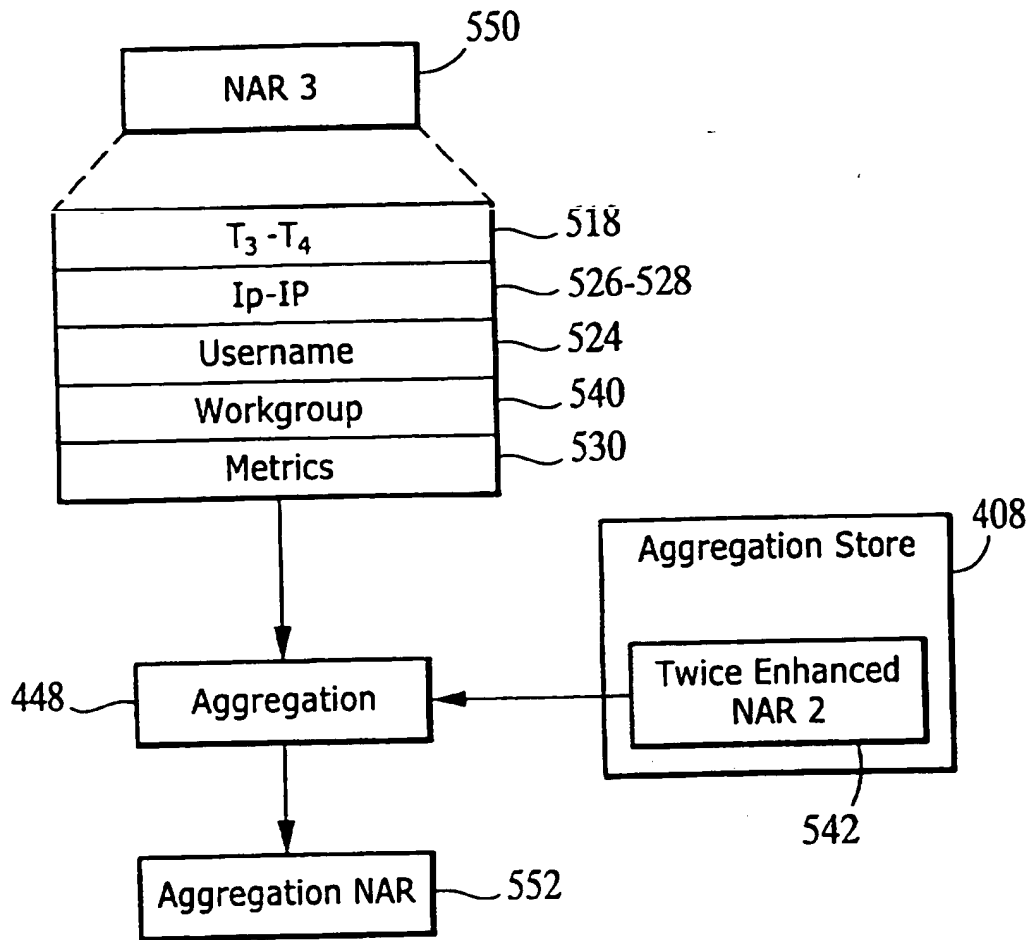 550
NAR 3
T₃-T₄
518
Ip-IP
526-528
Username
524
Workgroup
540
Metrics
530
408
Aggregation Store
Twice Enhanced
NAR 2
448
Aggregation
542
Aggregation NAR
552